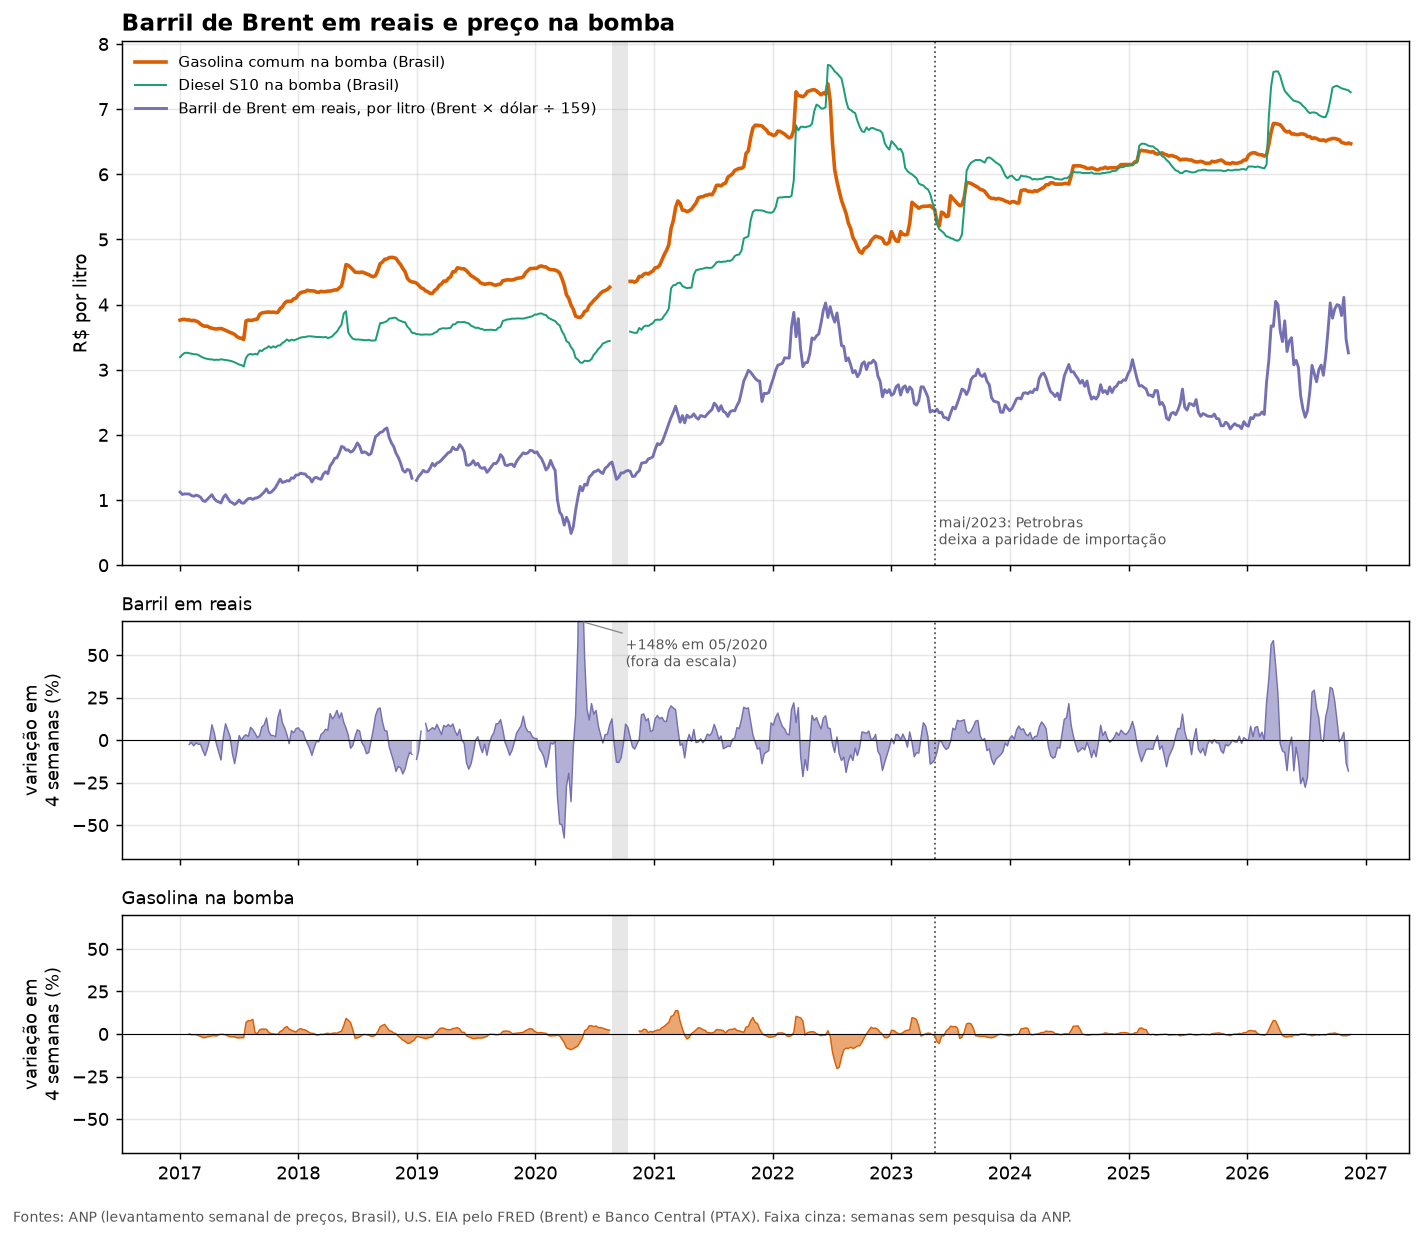 Barril de Brent em reais e preço na bomba
Gasolina comum na bomba (Brasil)
Diesel S10 na bomba (Brasil)
Barril de Brent em reais, por litro (Brent × dólar ÷ 159)
R$ por litro
8
7
6
5
4
3
2
1
0
mai/2023: Petrobras
deixa a paridade de importação
Barril em reais
variação em
4 semanas (%)
50
25
0
−25
−50
+148% em 05/2020
(fora da escala)
Gasolina na bomba
variação em
4 semanas (%)
50
25
0
−25
−50
2017 2018 2019 2020 2021 2022 2023 2024 2025 2026 2027
Fontes: ANP (levantamento semanal de preços, Brasil), U.S. EIA pelo FRED (Brent) e Banco Central (PTAX). Faixa cinza: semanas sem pesquisa da ANP.